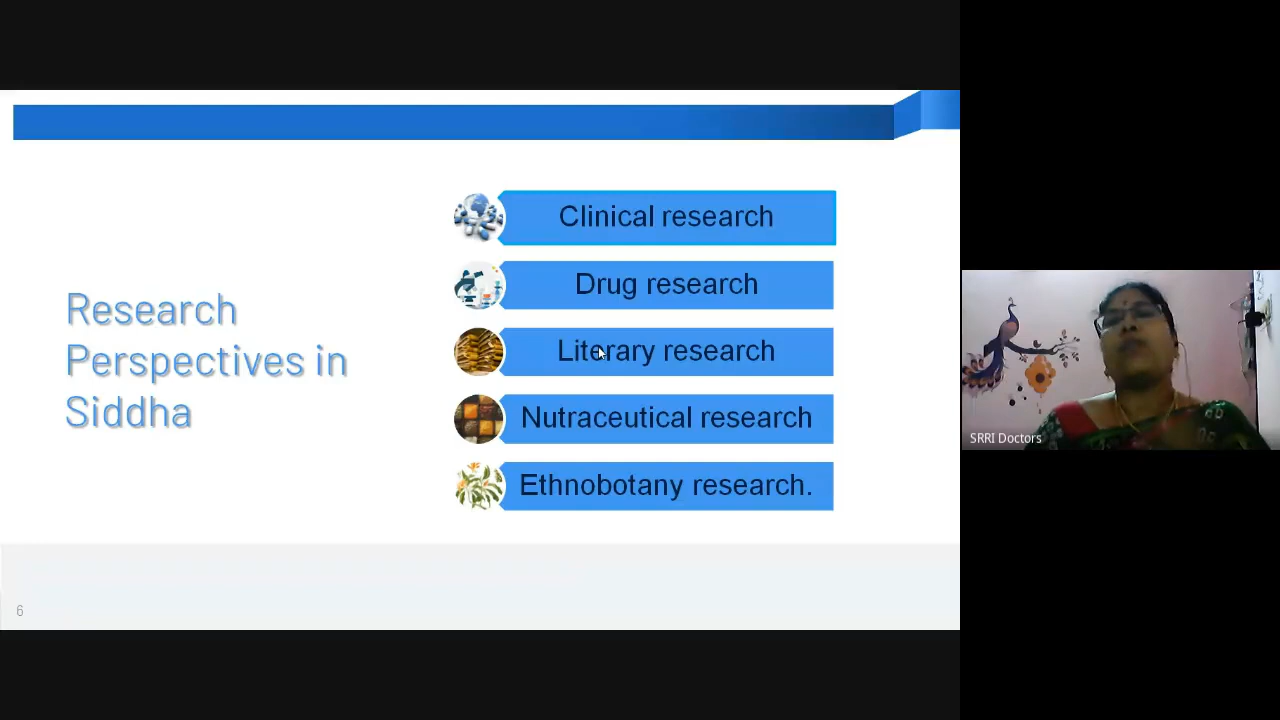 Research
Perspectives in
Siddha
Clinical research
Drug research
Literary research
Nutraceutical research
Ethnobotany research.
6
SRRI Doctors